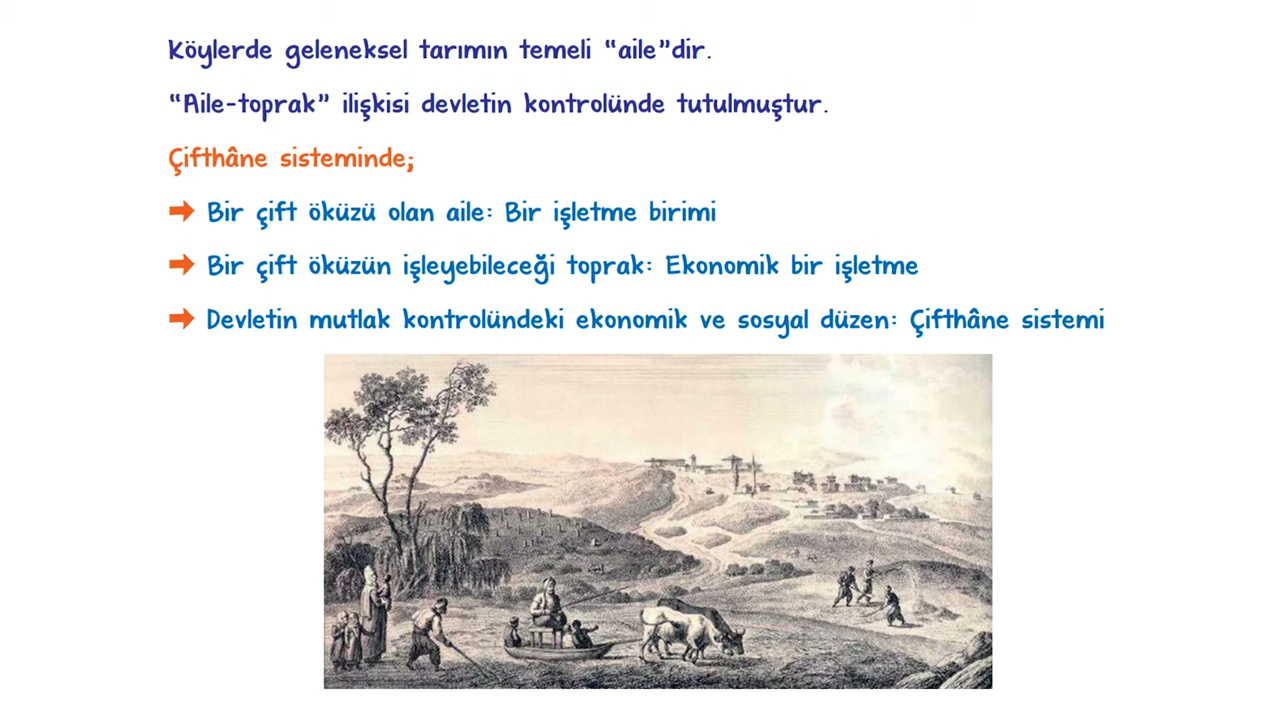 Köylerde geleneksel tarımın temeli “aile”dir.
“Aile-toprak” ilişkisi devletin kontrolünde tutulmuştur.
Çifthâne sisteminde;
➡ Bir çift öküzü olan aile: Bir işletme birimi
➡ Bir çift öküzün işleyebileceği toprak: Ekonomik bir işletme
➡ Devletin mutlak kontrolündeki ekonomik ve sosyal düzen: Çifthâne sistemi